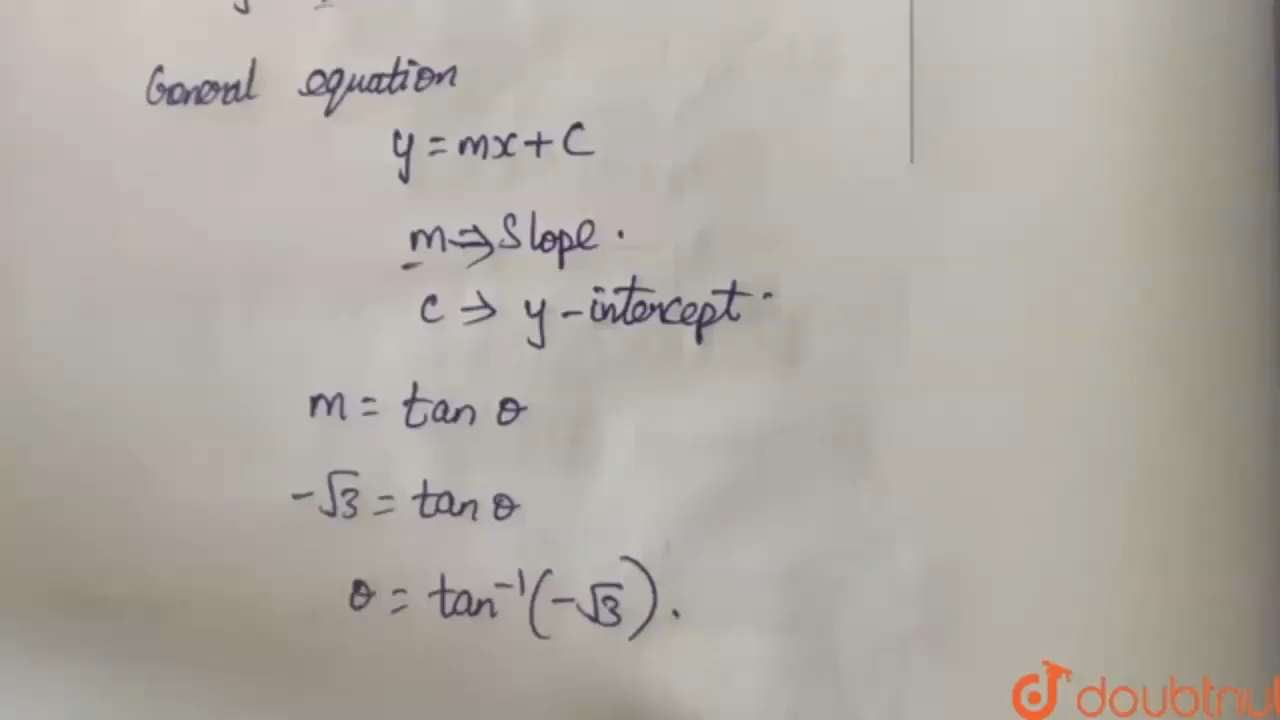 General equation
y = mx + C
m ⇒ Slope.
c ⇒ y-intercept.
m = tan θ
-√3 = tan θ
θ = tan⁻¹(-√3).
doubtnut